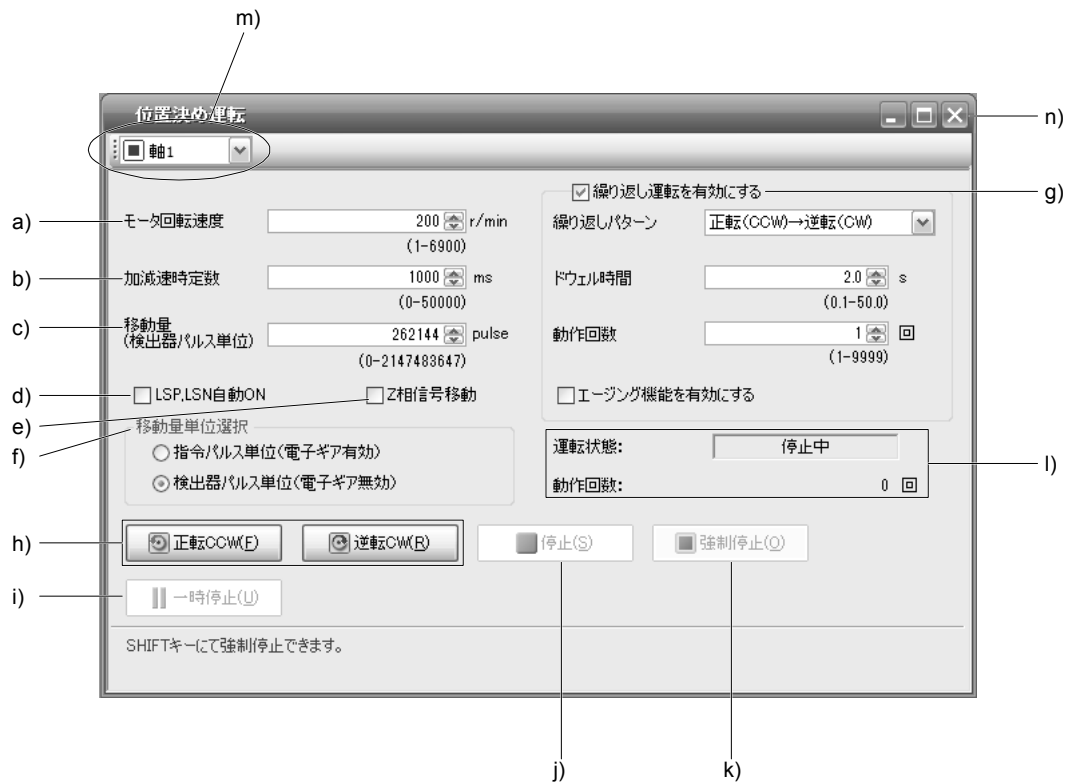 m)
位置決め運転
n)
軸1
繰り返し運転を有効にする
g)
a)
モータ回転速度
200 r/min
(1-6900)
繰り返しパターン
正転(CCW)→逆転(CW)
b)
加減速時定数
1000 ms
(0-50000)
ドウェル時間
2.0 s
(0.1-50.0)
c)
移動量
(検出器パルス単位)
262144 pulse
(0-2147483647)
動作回数
1 回
(1-9999)
d)
LSP,LSN自動ON
Z相信号移動
エージング機能を有効にする
e)
f)
移動量単位選択
指令パルス単位(電子ギア有効)
検出器パルス単位(電子ギア無効)
運転状態:
停止中
動作回数:
0 回
l)
h)
正転CCW(F)
逆転CW(R)
停止(S)
強制停止(O)
i)
一時停止(U)
SHIFTキーにて強制停止できます。
j)
k)